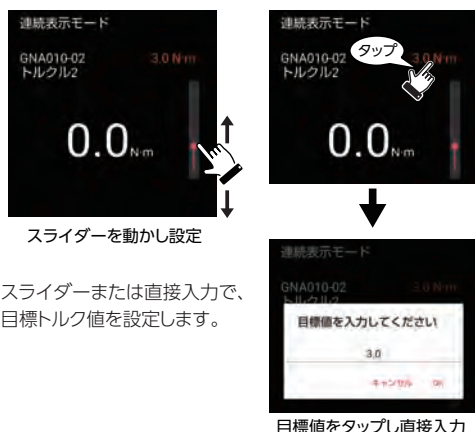 連続表示モード
GNA010-02
トルクル2
3.0 N·m
0.0 N·m
スライダーを動かし設定
スライダーまたは直接入力で、
目標トルク値を設定します。
連続表示モード
GNA010-02
トルクル2
タップ
3.0 N·m
0.0 N·m
連続表示モード
GNA010-02
トルクル2
3.0 N·m
目標値を入力してください
3.0
キャンセル OK
目標値をタップし直接入力